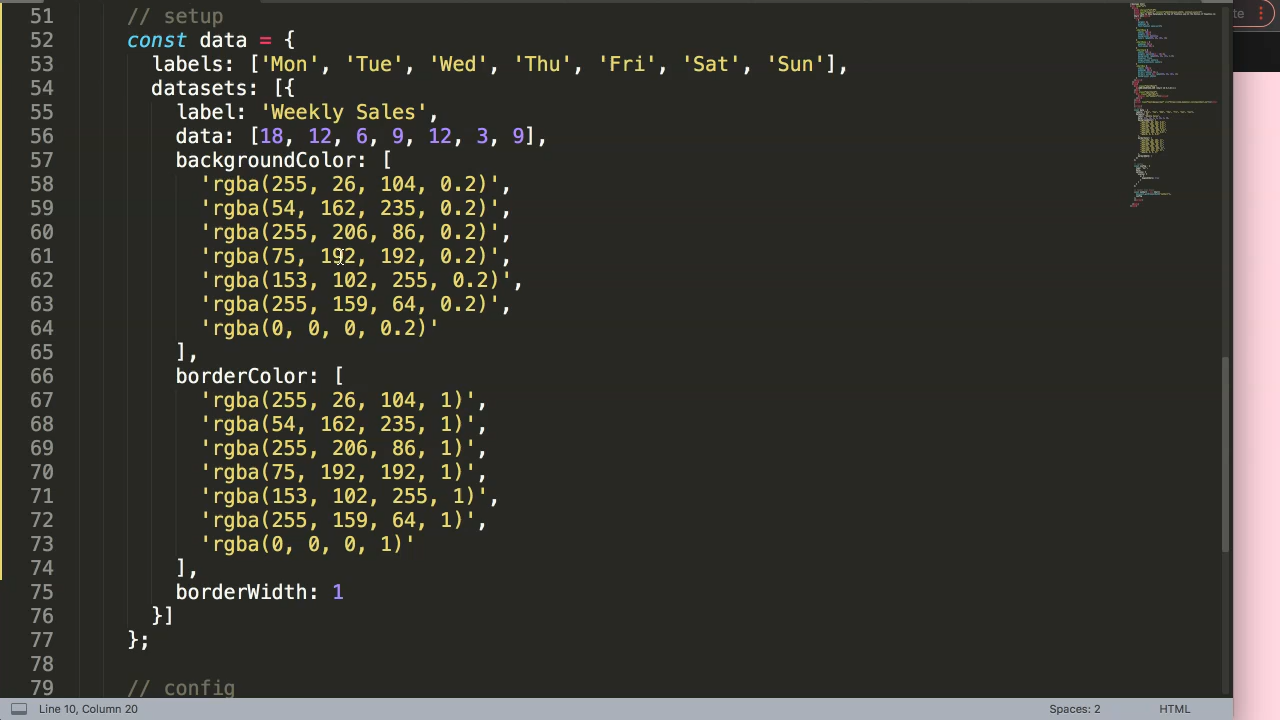 51 // setup
52 const data = {
53 labels: ['Mon', 'Tue', 'Wed', 'Thu', 'Fri', 'Sat', 'Sun'],
54 datasets: [{
55 label: 'Weekly Sales',
56 data: [18, 12, 6, 9, 12, 3, 9],
57 backgroundColor: [
58 'rgba(255, 26, 104, 0.2)',
59 'rgba(54, 162, 235, 0.2)',
60 'rgba(255, 206, 86, 0.2)',
61 'rgba(75, 192, 192, 0.2)',
62 'rgba(153, 102, 255, 0.2)',
63 'rgba(255, 159, 64, 0.2)',
64 'rgba(0, 0, 0, 0.2)'
65 ],
66 borderColor: [
67 'rgba(255, 26, 104, 1)',
68 'rgba(54, 162, 235, 1)',
69 'rgba(255, 206, 86, 1)',
70 'rgba(75, 192, 192, 1)',
71 'rgba(153, 102, 255, 1)',
72 'rgba(255, 159, 64, 1)',
73 'rgba(0, 0, 0, 1)'
74 ],
75 borderWidth: 1
76 }]
77 };
78
79 // config
Line 10, Column 20 Spaces: 2 HTML